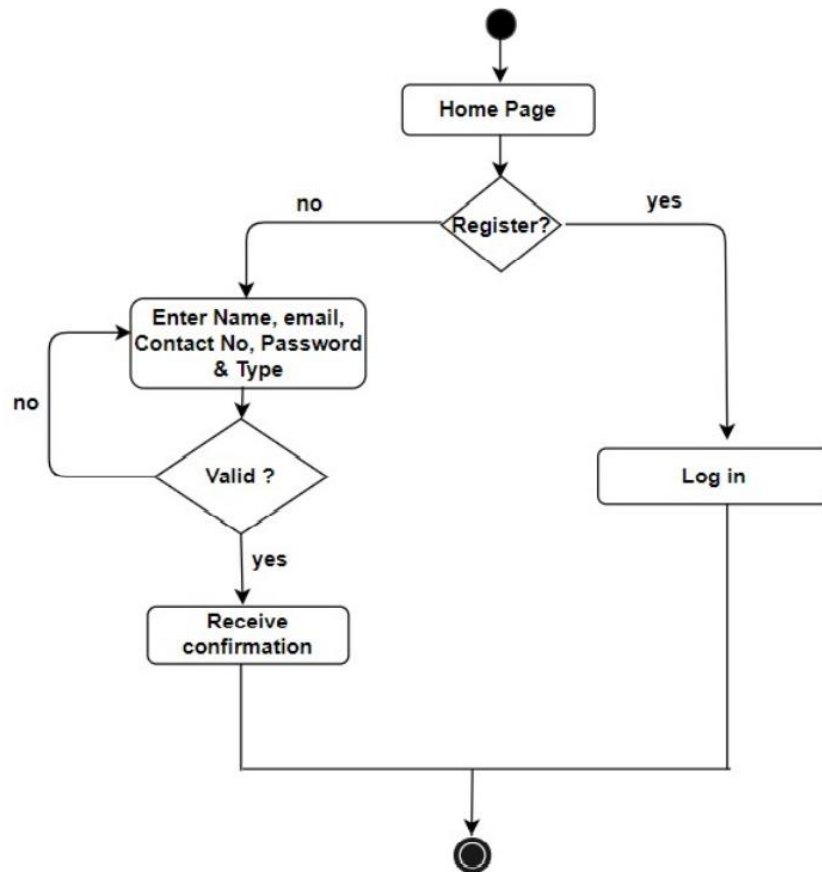 Home Page
no
yes
Register?
Enter Name, email,
Contact No, Password
& Type
no
Valid ?
Log in
yes
Receive
confirmation